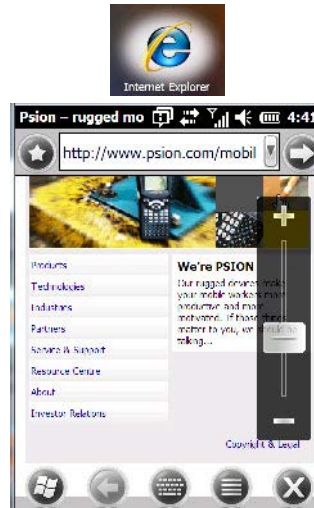 Internet Explorer
Psion – rugged mo 4:41
http://www.psion.com/mobil
Products
Technologies
Industries
Partners
Service & Support
Resource Centre
About
Investor Relations
We're PSION
Our rugged devices make
your mobile workers more
productive and more
motivated. If those things
matter to you, we should be
talking...
Copyright & Legal